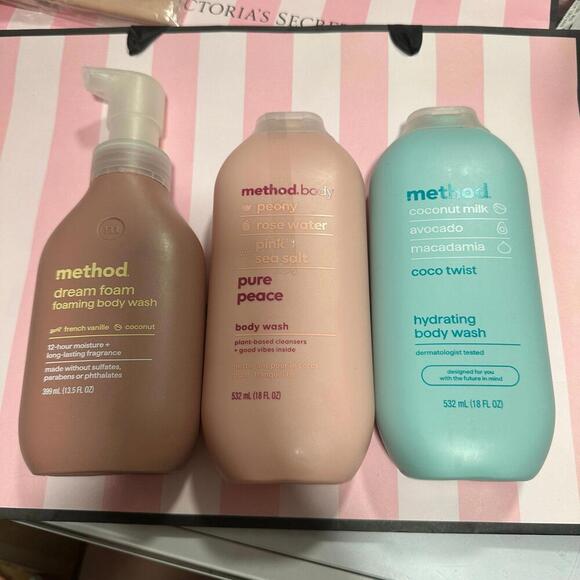 VICTORIA'S SECRET
method.
dream foam
foaming body wash
french vanille coconut
12-hour moisture +
long-lasting fragrance
made without sulfates,
parabens or phthalates
399 mL (13.5 FL OZ)
method.body
peony
rose water
pink
sea salt
pure
peace
body wash
plant-based cleansers
+ good vibes inside
532 mL (18 FL OZ)
method.
coconut milk
avocado
macadamia
coco twist
hydrating
body wash
dermatologist tested
designed for you
with the future in mind
532 mL (18 FL OZ)